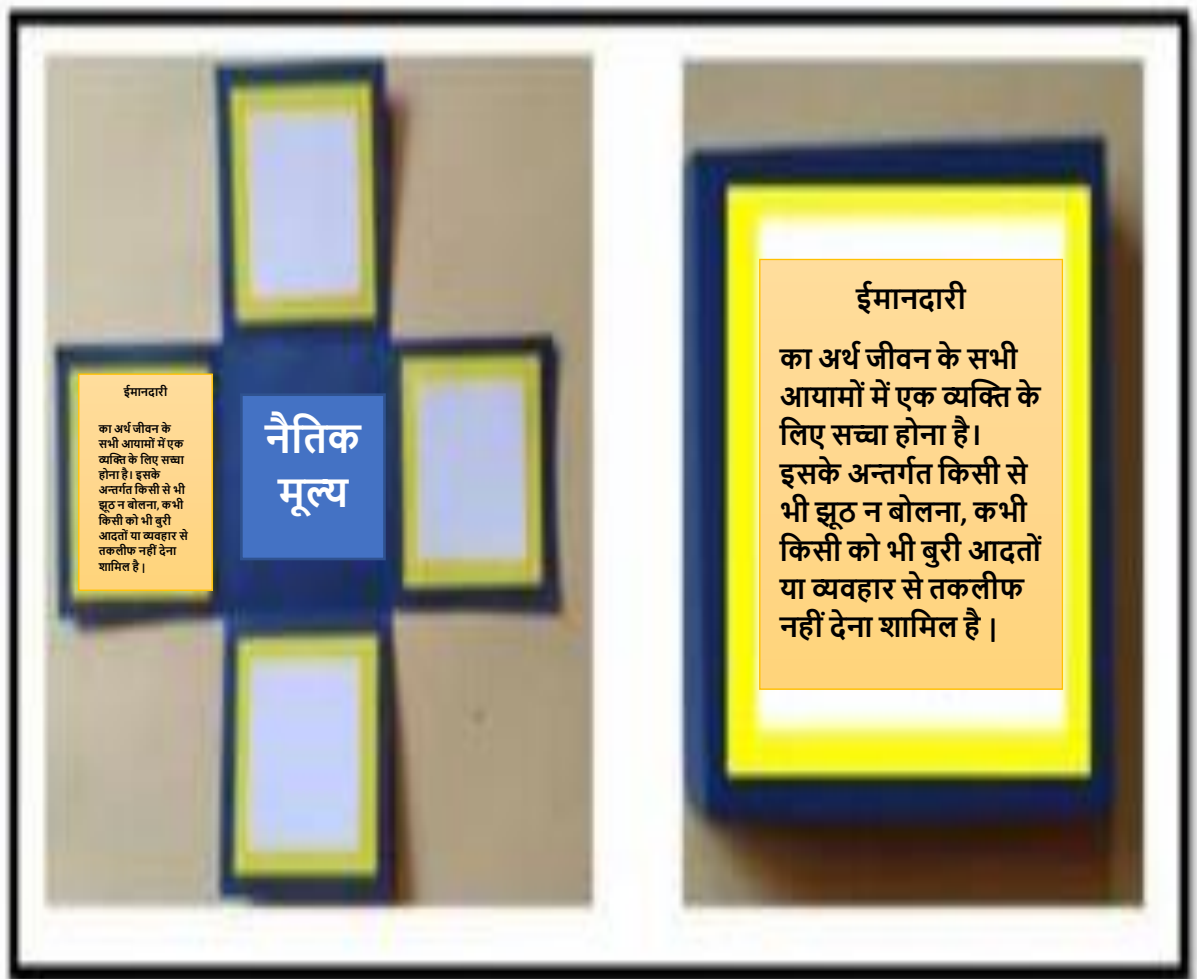 ईमानदारी
का अर्थ जीवन के
सभी आयामों में एक
व्यक्ति के लिए सच्चा
होना है। इसके
अन्तर्गत किसी से भी
झूठ न बोलना, कभी
किसी को भी बुरी
आदतों या व्यवहार से
तकलीफ नहीं देना
शामिल है |
नैतिक
मूल्य
ईमानदारी
का अर्थ जीवन के सभी
आयामों में एक व्यक्ति के
लिए सच्चा होना है।
इसके अन्तर्गत किसी से
भी झूठ न बोलना, कभी
किसी को भी बुरी आदतों
या व्यवहार से तकलीफ
नहीं देना शामिल है |